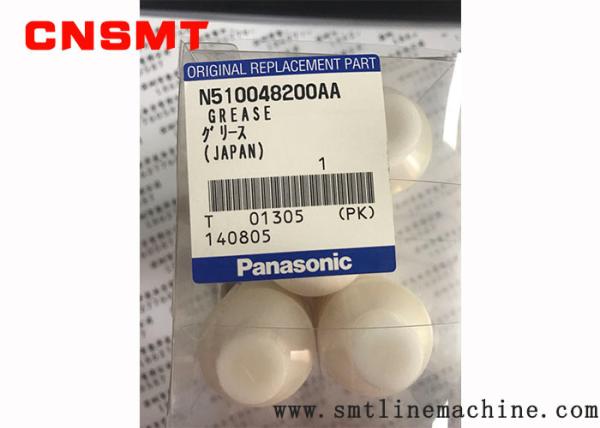 CNSMT
ORIGINAL REPLACEMENT PART
N510048200AA
GREASE
ｸﾞﾘｰｽ
(JAPAN)
1
T 01305 (PK)
140805
Panasonic
www.smtlinemachine.com